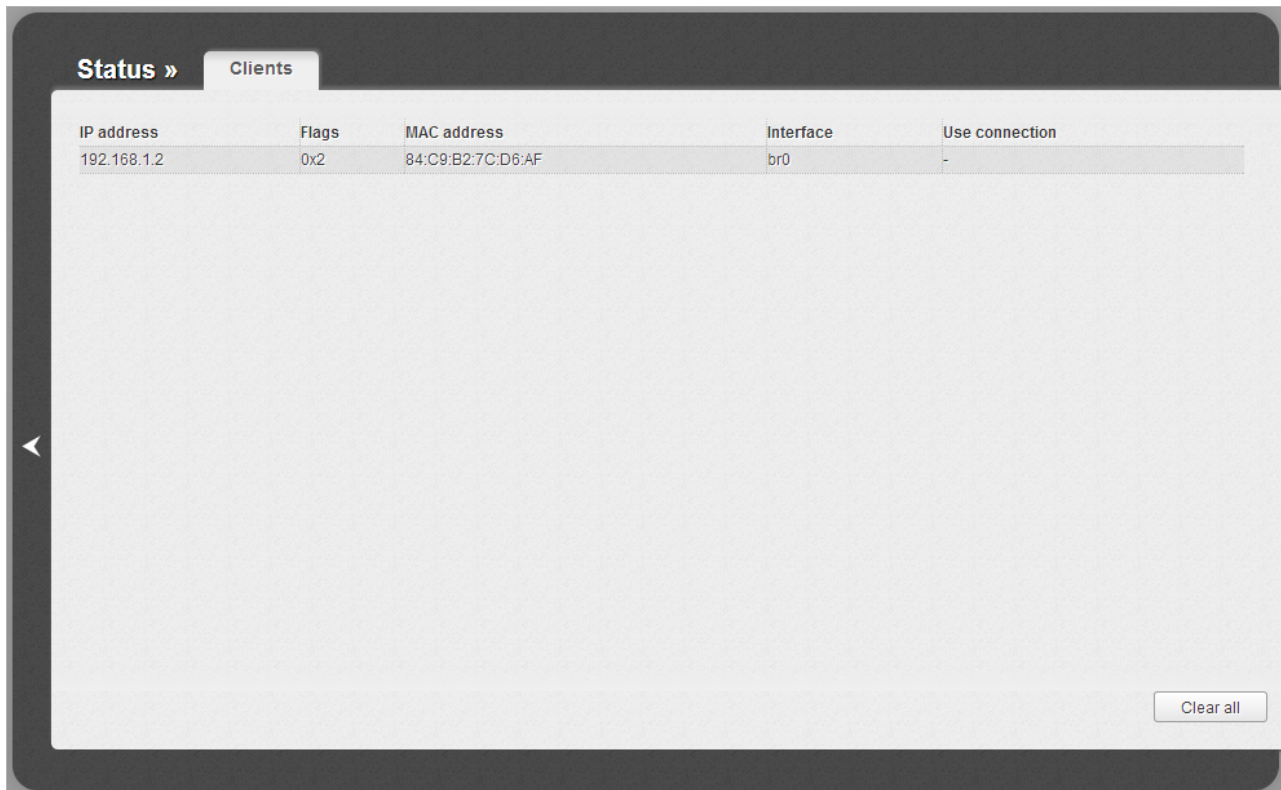 Status »
Clients
IP address Flags MAC address Interface Use connection
192.168.1.2 0x2 84:C9:B2:7C:D6:AF br0 -
Clear all